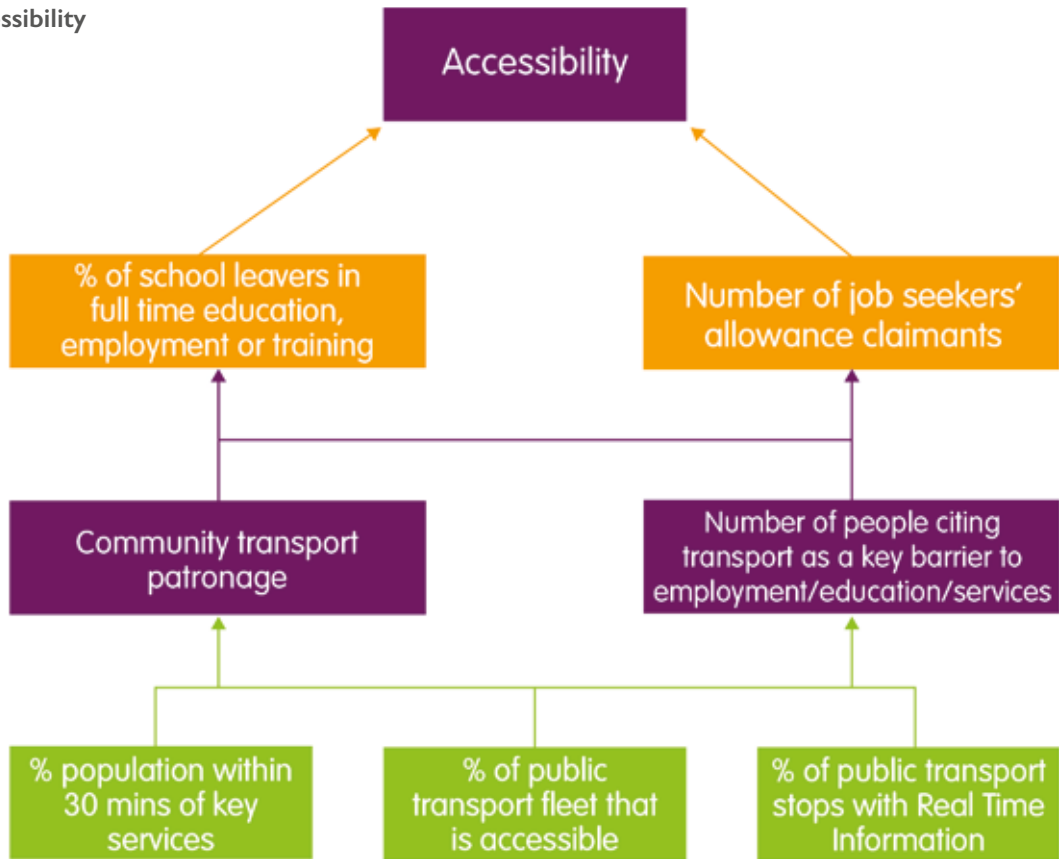 ssibility
Accessibility
% of school leavers in
full time education,
employment or training
Number of job seekers'
allowance claimants
Community transport
patronage
Number of people citing
transport as a key barrier to
employment/education/services
% population within
30 mins of key
services
% of public
transport fleet that
is accessible
% of public transport
stops with Real Time
Information